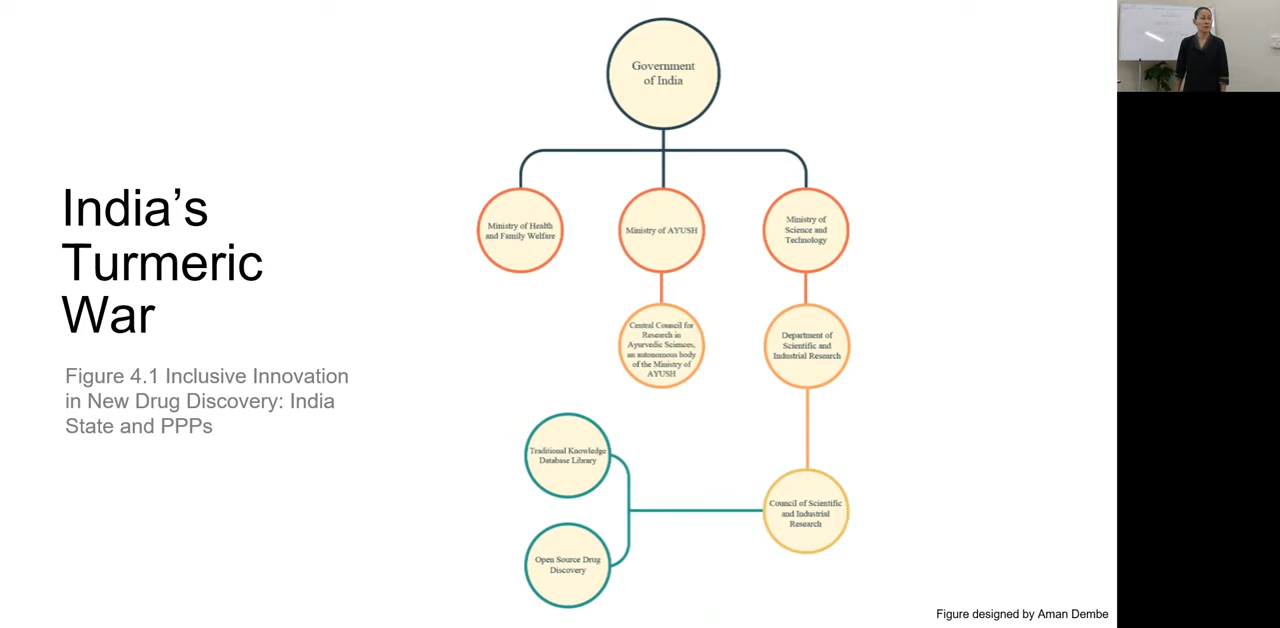 India’s
Turmeric
War
Figure 4.1 Inclusive Innovation
in New Drug Discovery: India
State and PPPs
Government
of India
Ministry of Health
and Family Welfare
Ministry of AYUSH
Ministry of
Science and
Technology
Central Council for
Research in
Ayurvedic Sciences,
an autonomous body
of the Ministry of
AYUSH
Department of
Scientific and
Industrial Research
Traditional Knowledge
Database Library
Council of Scientific
and Industrial
Research
Open Source Drug
Discovery
Figure designed by Aman Dembe